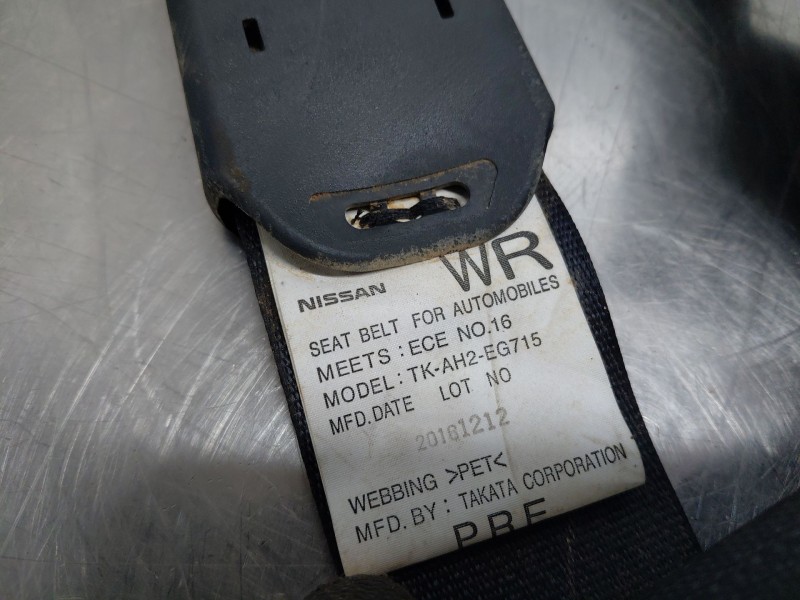 WR
NISSAN
SEAT BELT FOR AUTOMOBILES
MEETS : ECE NO.16
MODEL : TK-AH2-EG715
MFD.DATE LOT NO
20161212
WEBBING >PET<
MFD. BY : TAKATA CORPORATION